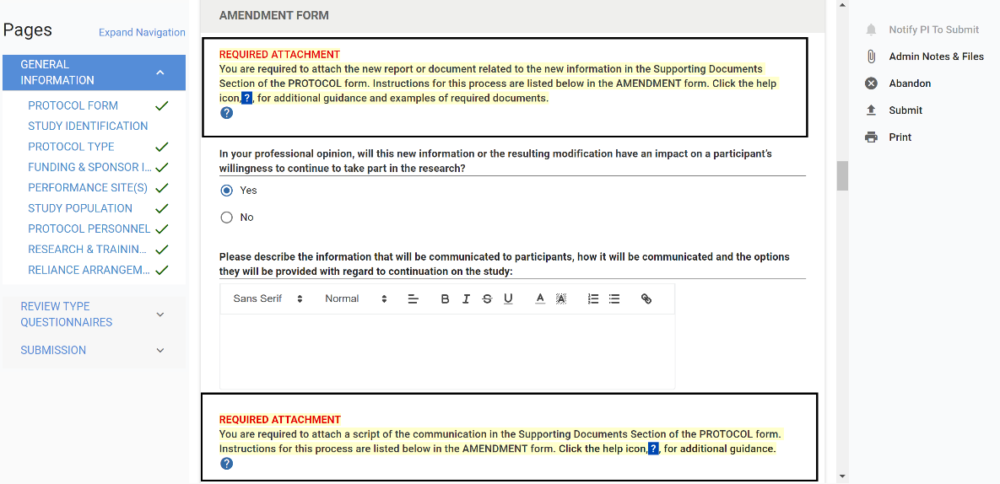 Pages
Expand Navigation
GENERAL
INFORMATION
PROTOCOL FORM
STUDY IDENTIFICATION
PROTOCOL TYPE
FUNDING & SPONSOR I...
PERFORMANCE SITE(S)
STUDY POPULATION
PROTOCOL PERSONNEL
RESEARCH & TRAININ...
RELIANCE ARRANGEM...
REVIEW TYPE
QUESTIONNAIRES
SUBMISSION
AMENDMENT FORM
REQUIRED ATTACHMENT
You are required to attach the new report or document related to the new information in the Supporting Documents
Section of the PROTOCOL form. Instructions for this process are listed below in the AMENDMENT form. Click the help
icon, ?, for additional guidance and examples of required documents.
?
In your professional opinion, will this new information or the resulting modification have an impact on a participant's
willingness to continue to take part in the research?
Yes
No
Please describe the information that will be communicated to participants, how it will be communicated and the options
they will be provided with regard to continuation on the study:
Sans Serif Normal B I S U A A
REQUIRED ATTACHMENT
You are required to attach a script of the communication in the Supporting Documents Section of the PROTOCOL form.
Instructions for this process are listed below in the AMENDMENT form. Click the help icon, ?, for additional guidance.
?
Notify PI To Submit
Admin Notes & Files
Abandon
Submit
Print